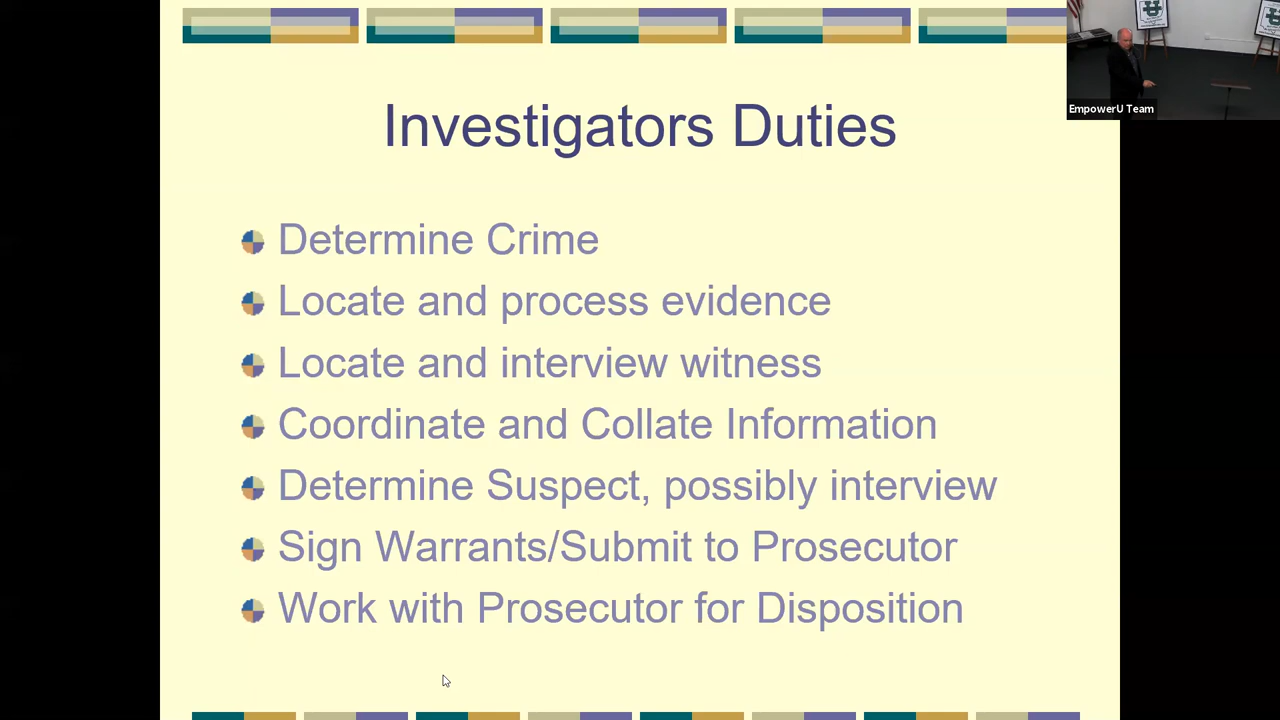 Investigators Duties
EmpowerU Team
Determine Crime
Locate and process evidence
Locate and interview witness
Coordinate and Collate Information
Determine Suspect, possibly interview
Sign Warrants/Submit to Prosecutor
Work with Prosecutor for Disposition